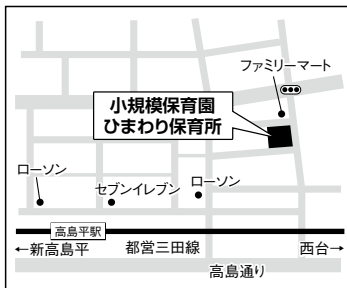 ファミリーマート
小規模保育園
ひまわり保育所
ローソン
セブンイレブン
ローソン
高島平駅
←新高島平
都営三田線
西台→
高島通り